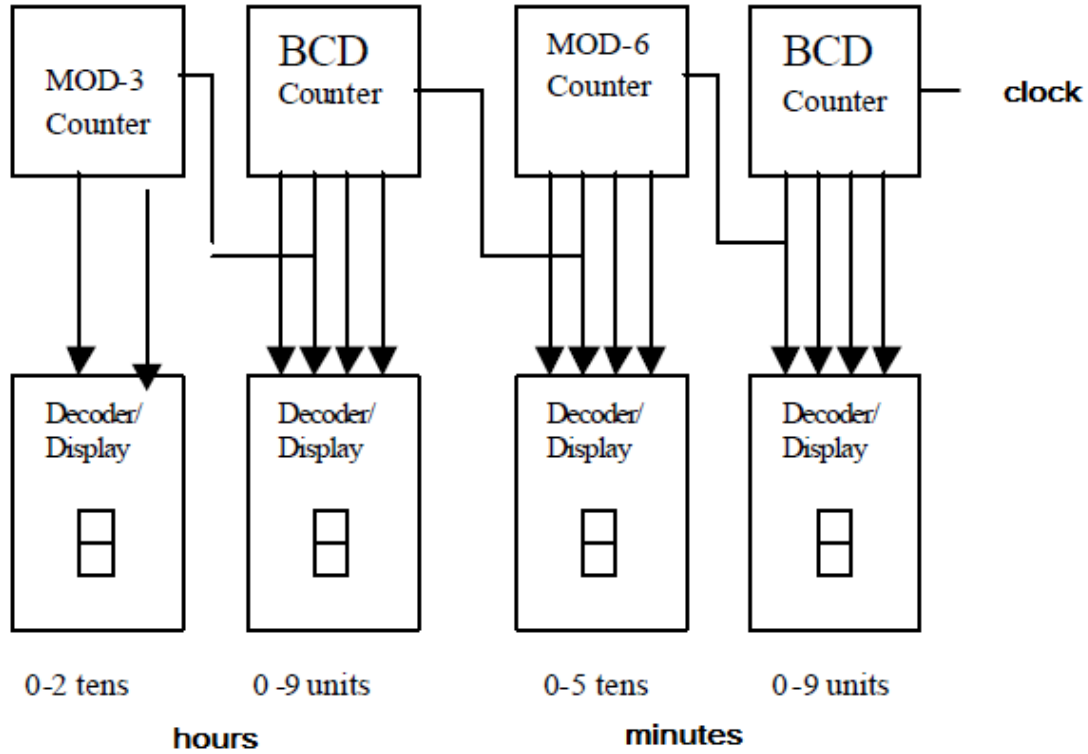 MOD-3
Counter
BCD
Counter
MOD-6
Counter
BCD
Counter
clock
Decoder/
Display
Decoder/
Display
Decoder/
Display
Decoder/
Display
0-2 tens
0-9 units
0-5 tens
0-9 units
hours
minutes